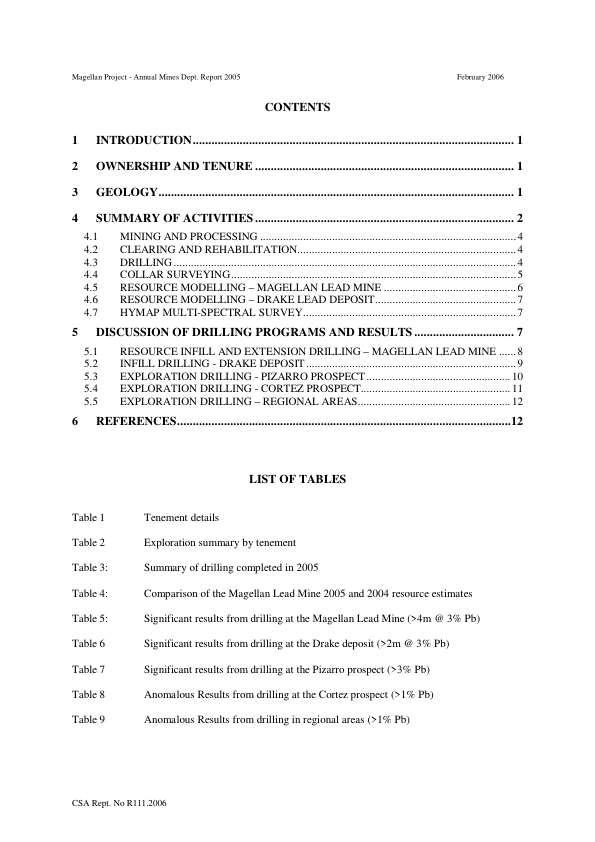 Magellan Project - Annual Mines Dept. Report 2005 February 2006
CONTENTS
1 INTRODUCTION.................................................................................................... 1
2 OWNERSHIP AND TENURE ................................................................................ 1
3 GEOLOGY.............................................................................................................. 1
4 SUMMARY OF ACTIVITIES ................................................................................ 2
4.1 MINING AND PROCESSING .................................................................................4
4.2 CLEARING AND REHABILITATION.....................................................................4
4.3 DRILLING ..............................................................................................................4
4.4 COLLAR SURVEYING...........................................................................................5
4.5 RESOURCE MODELLING – MAGELLAN LEAD MINE .........................................6
4.6 RESOURCE MODELLING – DRAKE LEAD DEPOSIT...........................................7
4.7 HYMAP MULTI-SPECTRAL SURVEY...................................................................7
5 DISCUSSION OF DRILLING PROGRAMS AND RESULTS ............................... 7
5.1 RESOURCE INFILL AND EXTENSION DRILLING – MAGELLAN LEAD MINE ......8
5.2 INFILL DRILLING - DRAKE DEPOSIT ...................................................................9
5.3 EXPLORATION DRILLING - PIZARRO PROSPECT............................................10
5.4 EXPLORATION DRILLING - CORTEZ PROSPECT.............................................11
5.5 EXPLORATION DRILLING – REGIONAL AREAS...............................................12
6 REFERENCES........................................................................................................12
LIST OF TABLES
Table 1 Tenement details
Table 2 Exploration summary by tenement
Table 3: Summary of drilling completed in 2005
Table 4: Comparison of the Magellan Lead Mine 2005 and 2004 resource estimates
Table 5: Significant results from drilling at the Magellan Lead Mine (>4m @ 3% Pb)
Table 6 Significant results from drilling at the Drake deposit (>2m @ 3% Pb)
Table 7 Significant results from drilling at the Pizarro prospect (>3% Pb)
Table 8 Anomalous Results from drilling at the Cortez prospect (>1% Pb)
Table 9 Anomalous Results from drilling in regional areas (>1% Pb)
CSA Rept. No R111.2006